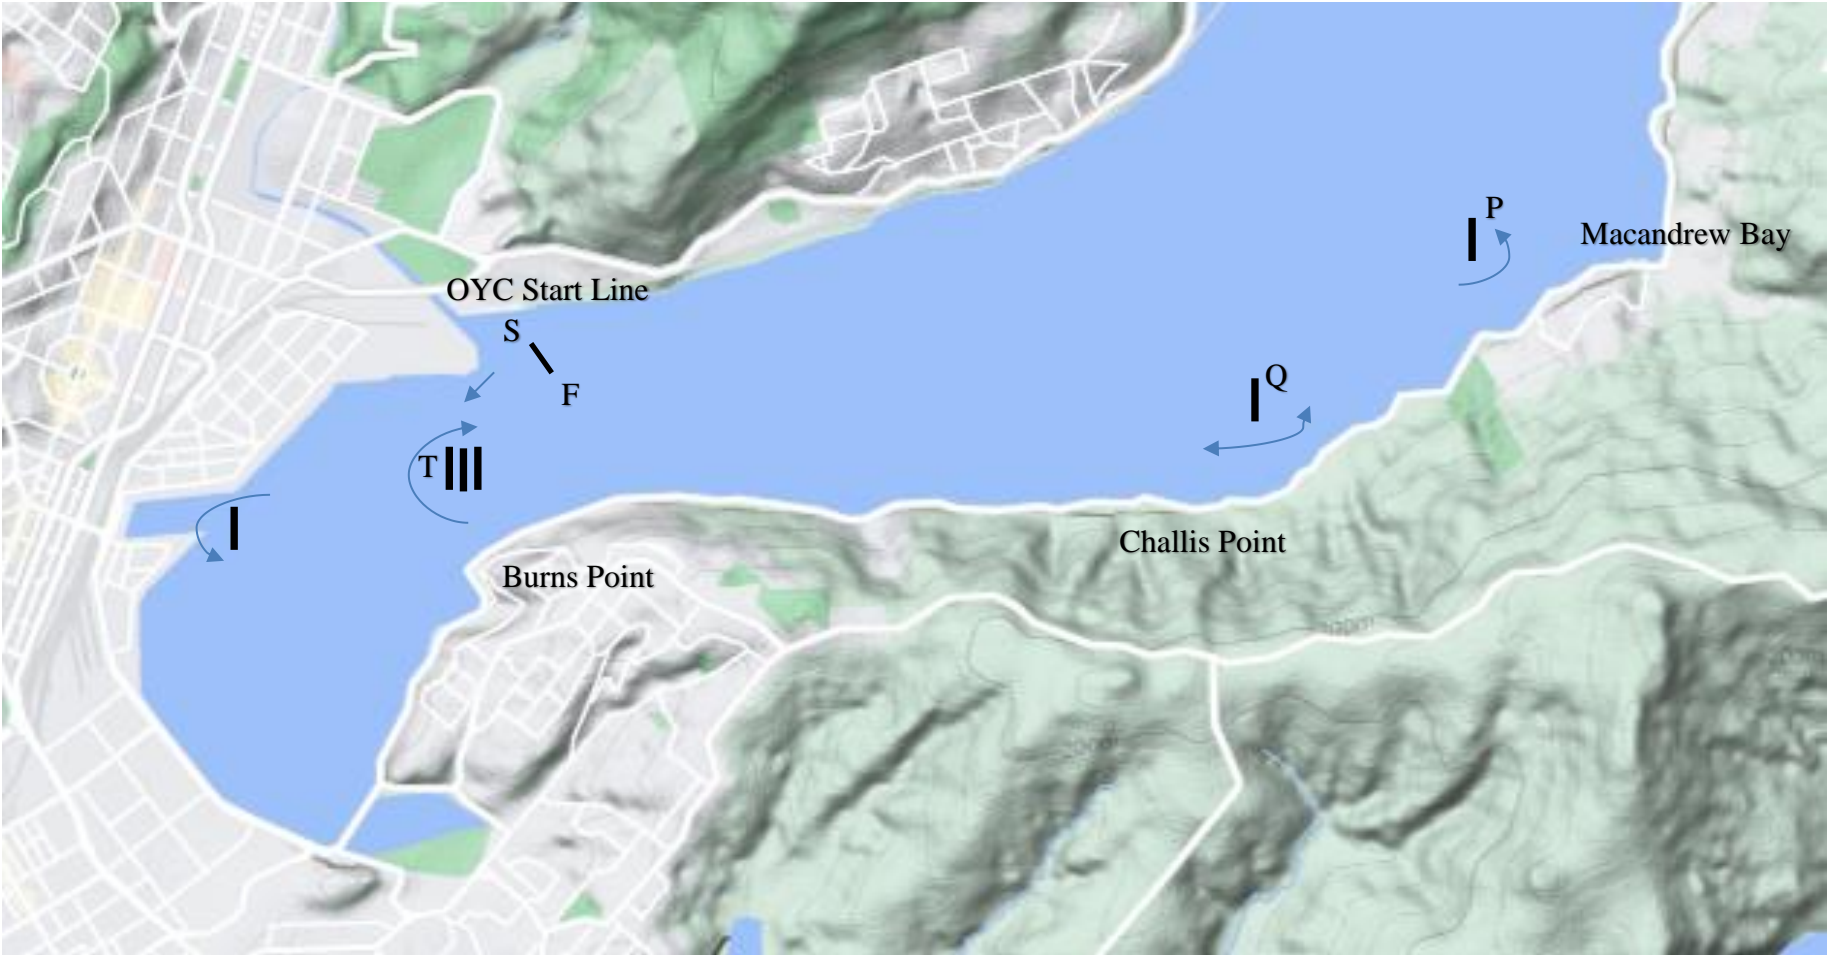 P
Macandrew Bay
OYC Start Line
S
F
Q
T
Challis Point
Burns Point